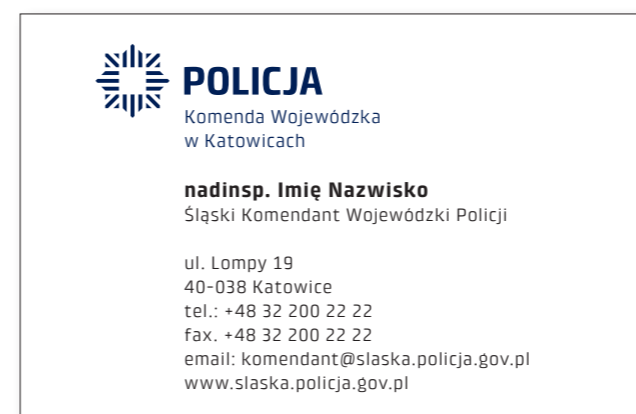 POLICJA
Komenda Wojewódzka
w Katowicach
nadinsp. Imię Nazwisko
Śląski Komendant Wojewódzki Policji
ul. Lompy 19
40-038 Katowice
tel.: +48 32 200 22 22
fax. +48 32 200 22 22
email: komendant@slaska.policja.gov.pl
www.slaska.policja.gov.pl